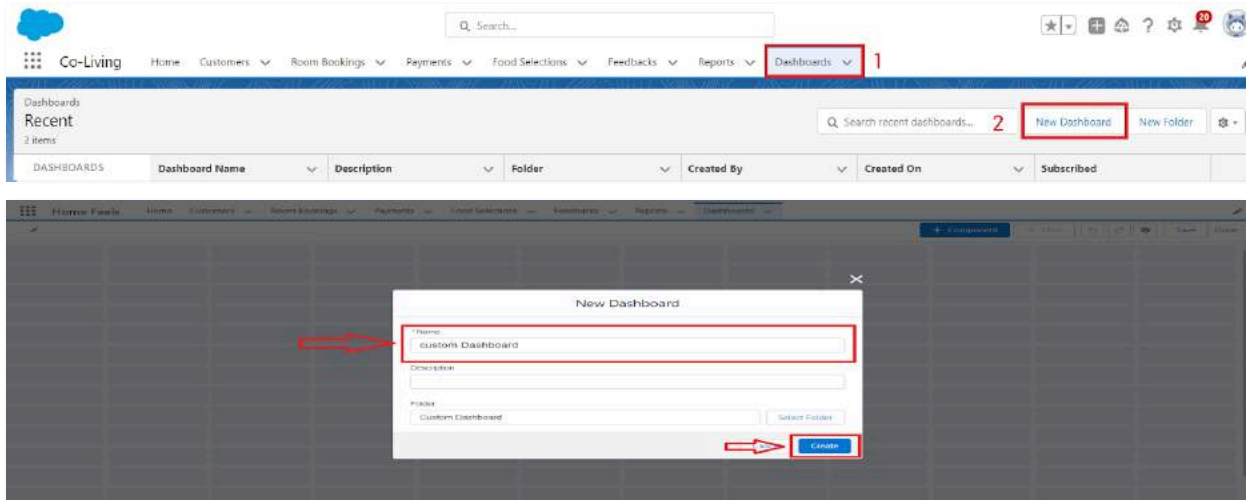 Search...
20
Co-Living Home Customers Room Bookings Payments Food Selections Feedbacks Reports Dashboards 1
Dashboards
Recent
2 items
Search recent dashboards... 2 New Dashboard New Folder
DASHBOARDS Dashboard Name Description Folder Created By Created On Subscribed
Home Feels Home Customers Room Bookings Payments Food Selections Feedbacks Reports Dashboards
+ Component Save
New Dashboard
* Name
custom Dashboard
Description
Folder
Custom Dashboard Select Folder
Create